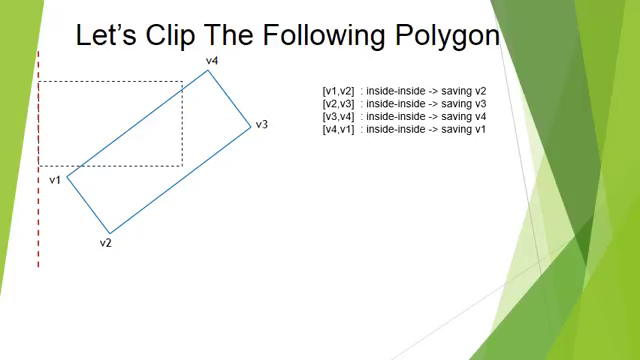 Let's Clip The Following Polygon
v4
[v1,v2] : inside-inside -> saving v2
[v2,v3] : inside-inside -> saving v3
[v3,v4] : inside-inside -> saving v4
[v4,v1] : inside-inside -> saving v1
v3
v1
v2